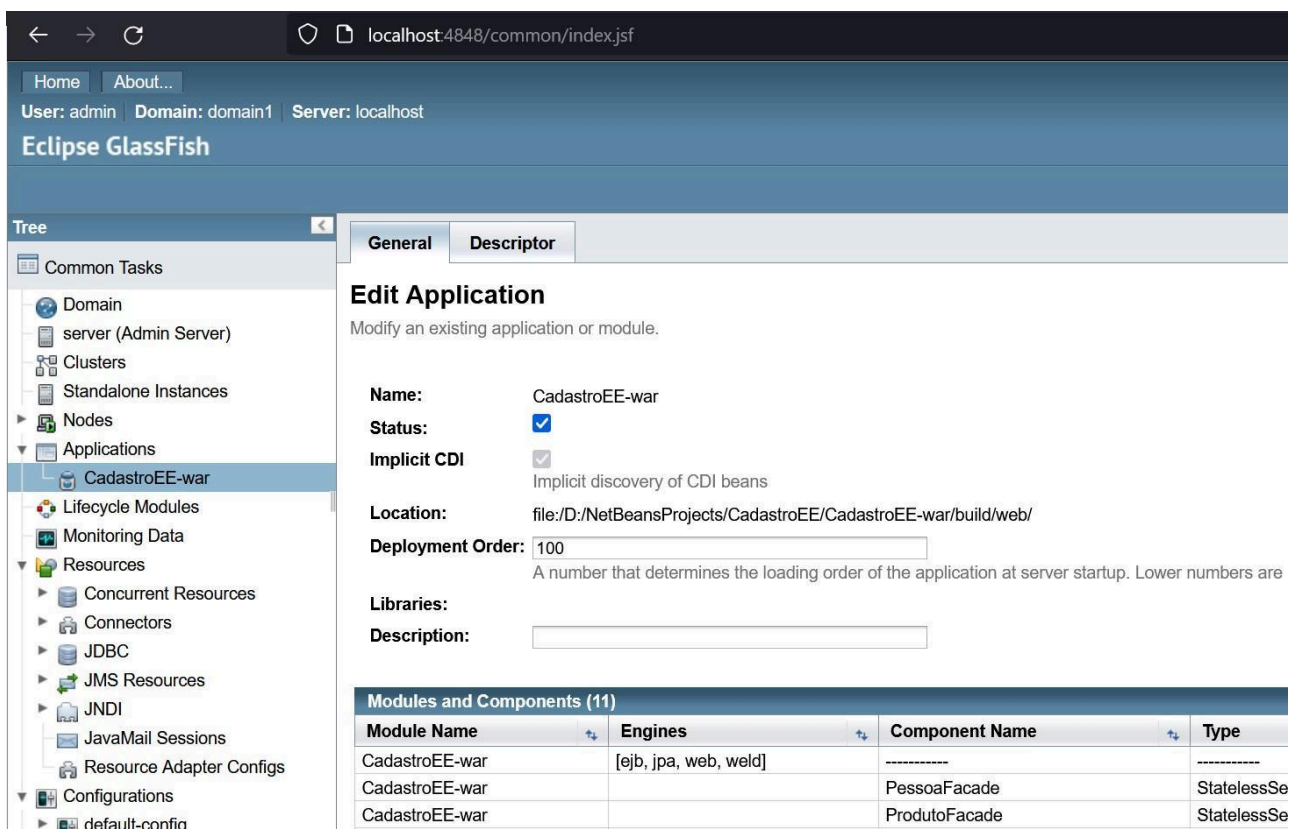 localhost:4848/common/index.jsf
Home About...
User: admin Domain: domain1 Server: localhost
Eclipse GlassFish
Tree
Common Tasks
Domain
server (Admin Server)
Clusters
Standalone Instances
Nodes
Applications
CadastroEE-war
Lifecycle Modules
Monitoring Data
Resources
Concurrent Resources
Connectors
JDBC
JMS Resources
JNDI
JavaMail Sessions
Resource Adapter Configs
Configurations
default-config
General Descriptor
Edit Application
Modify an existing application or module.
Name: CadastroEE-war
Status:
Implicit CDI
Implicit discovery of CDI beans
Location: file:/D:/NetBeansProjects/CadastroEE/CadastroEE-war/build/web/
Deployment Order: 100
A number that determines the loading order of the application at server startup. Lower numbers are
Libraries:
Description:
Modules and Components (11)
Module Name Engines Component Name Type
CadastroEE-war [ejb, jpa, web, weld] ----------- -----------
CadastroEE-war PessoaFacade StatelessSe
CadastroEE-war ProdutoFacade StatelessSe